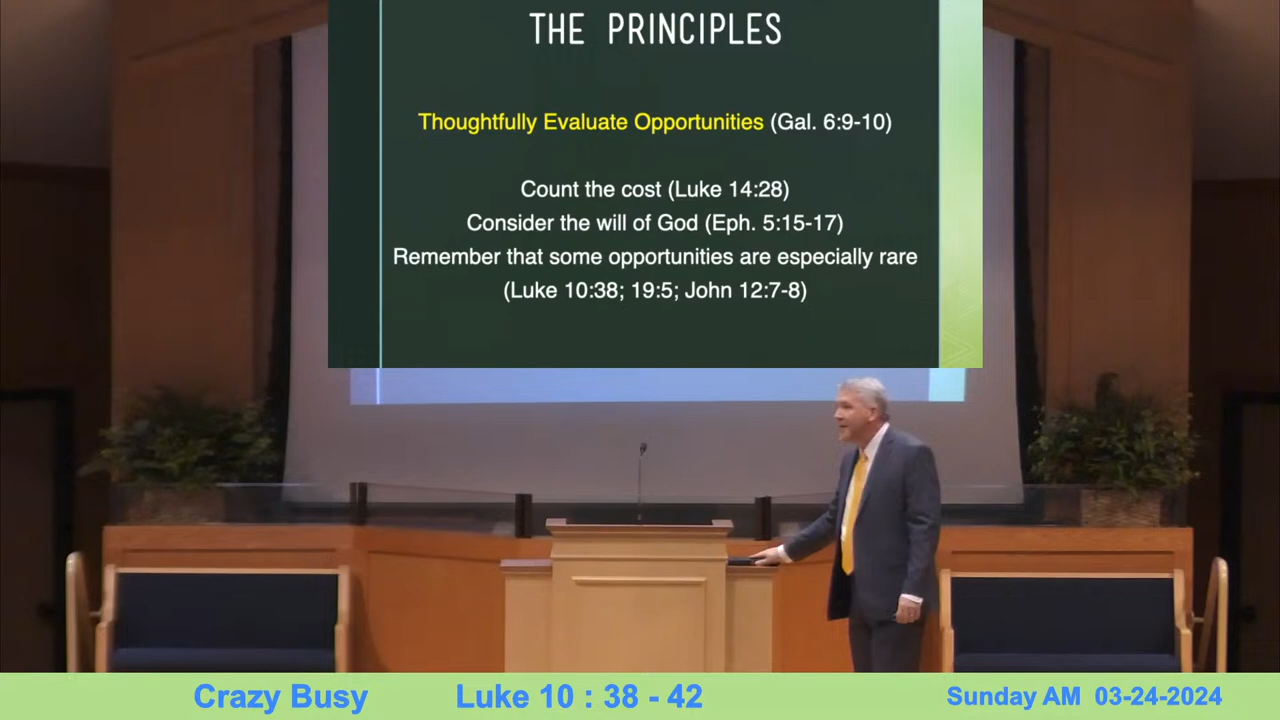 THE PRINCIPLES
Thoughtfully Evaluate Opportunities (Gal. 6:9-10)
Count the cost (Luke 14:28)
Consider the will of God (Eph. 5:15-17)
Remember that some opportunities are especially rare
(Luke 10:38; 19:5; John 12:7-8)
Crazy Busy Luke 10 : 38 - 42 Sunday AM 03-24-2024